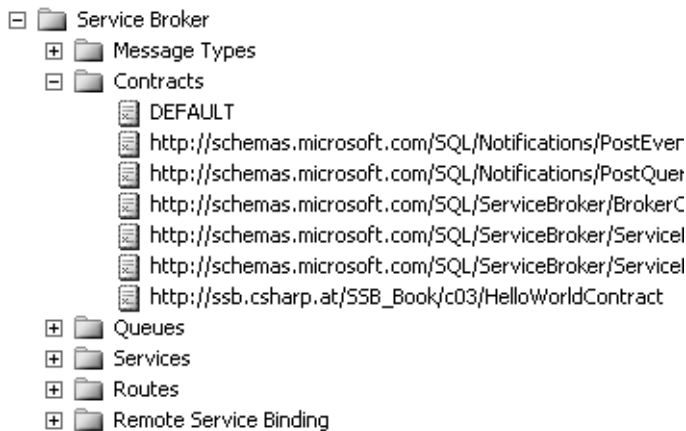 Service Broker
Message Types
Contracts
DEFAULT
http://schemas.microsoft.com/SQL/Notifications/PostEver
http://schemas.microsoft.com/SQL/Notifications/PostQuer
http://schemas.microsoft.com/SQL/ServiceBroker/BrokerC
http://schemas.microsoft.com/SQL/ServiceBroker/ServiceI
http://schemas.microsoft.com/SQL/ServiceBroker/ServiceI
http://ssb.csharp.at/SSB_Book/c03/HelloWorldContract
Queues
Services
Routes
Remote Service Binding